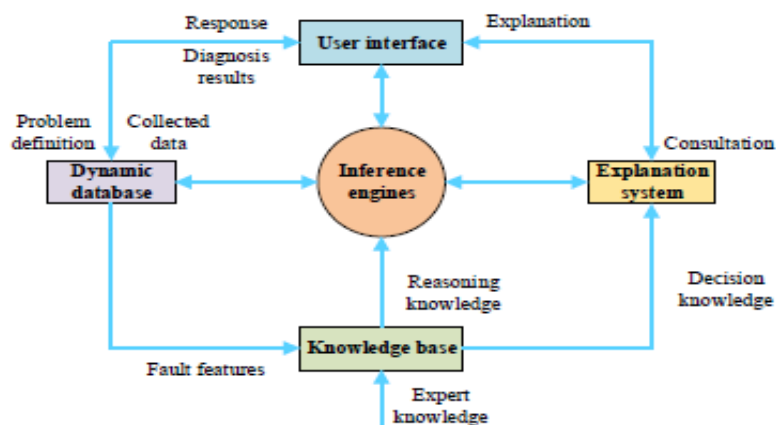 Response
Explanation
User interface
Diagnosis
results
Problem
definition
Collected
data
Consultation
Dynamic
database
Inference
engines
Explanation
system
Reasoning
knowledge
Decision
knowledge
Knowledge base
Fault features
Expert
knowledge